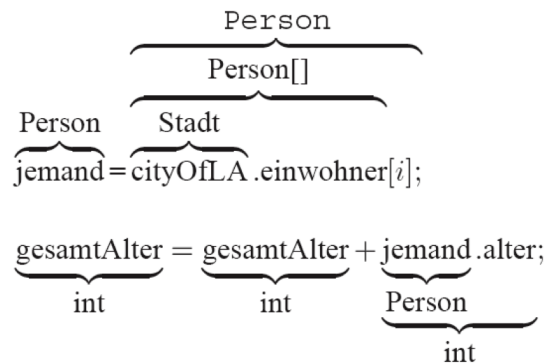 Person
Person[]
Person Stadt
jemand = cityOfLA.einwohner[i];
gesamtAlter = gesamtAlter + jemand.alter;
int int Person
int